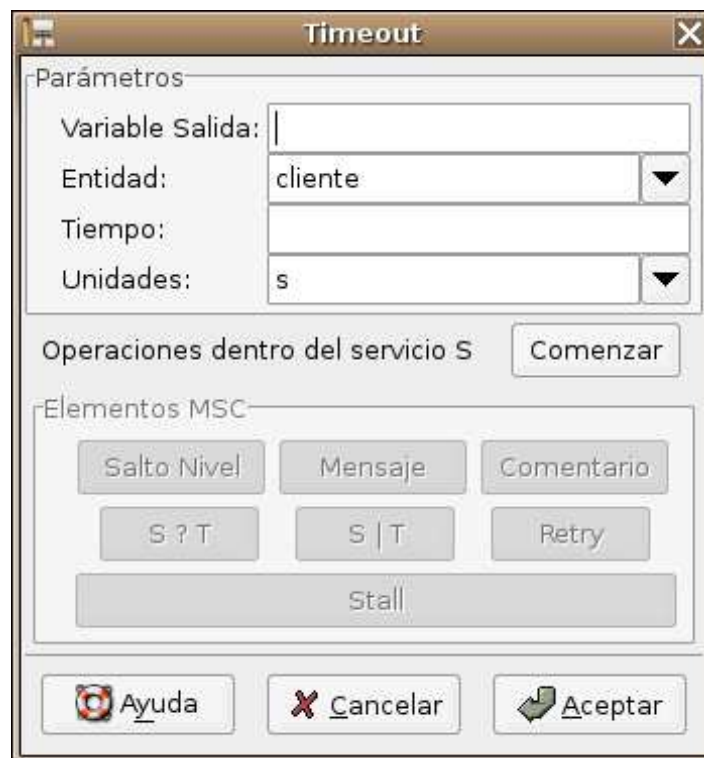 Timeout
Parámetros
Variable Salida:
Entidad: cliente
Tiempo:
Unidades: s
Operaciones dentro del servicio S Comenzar
Elementos MSC
Salto Nivel Mensaje Comentario
S ? T S | T Retry
Stall
Ayuda Cancelar Aceptar